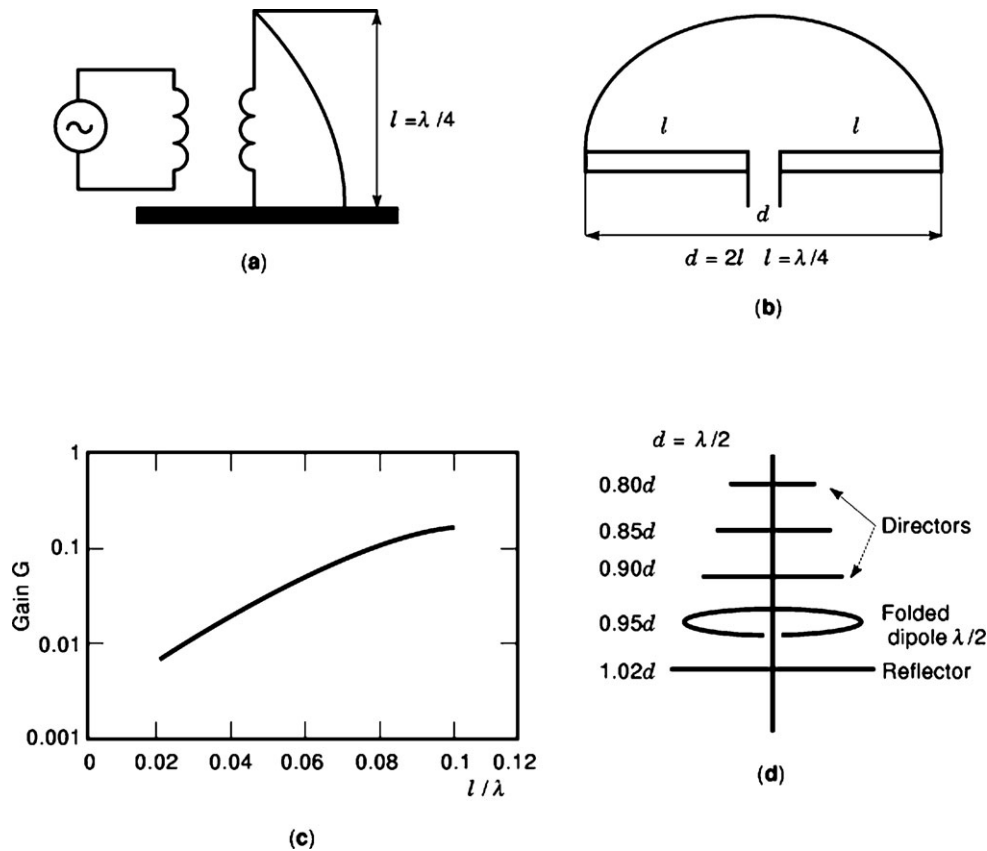 l = λ/4
(a)
l l
d
d = 2l l = λ/4
(b)
1
0.1
0.01
0.001
Gain G
0 0.02 0.04 0.06 0.08 0.1 0.12
l/λ
(c)
d = λ/2
0.80d
0.85d
Directors
0.90d
0.95d
Folded
dipole λ/2
1.02d
Reflector
(d)